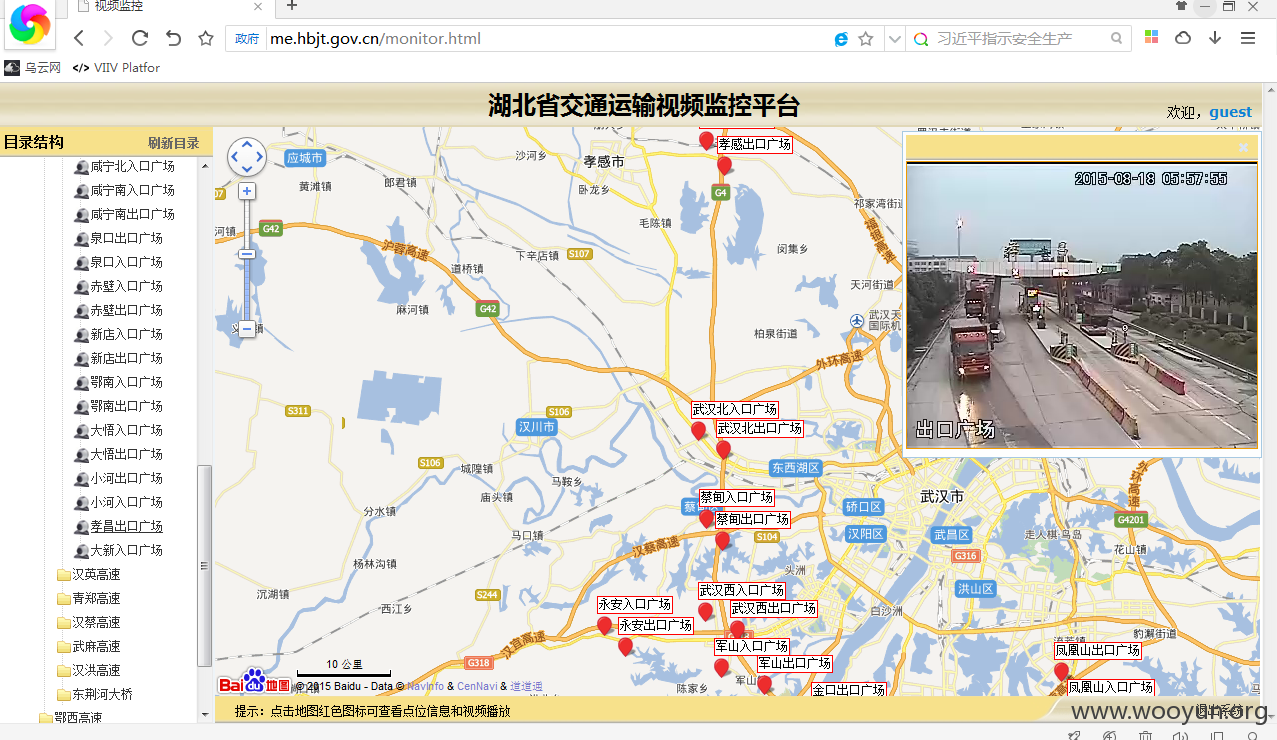 视频监控
政府
me.hbjt.gov.cn/monitor.html
习近平指示安全生产
乌云网
</> VIIV Platfor
湖北省交通运输视频监控平台
欢迎，guest
目录结构
刷新目录
咸宁北入口广场
咸宁南入口广场
咸宁南出口广场
泉口出口广场
泉口入口广场
赤壁入口广场
赤壁出口广场
新店入口广场
新店出口广场
鄂南入口广场
鄂南出口广场
大悟入口广场
大悟出口广场
小河出口广场
小河入口广场
孝昌出口广场
大新入口广场
汉英高速
青郑高速
汉蔡高速
武麻高速
汉洪高速
东荆河大桥
鄂西高速
应城市
沙河乡
孝感市
孝感出口广场
黄滩镇
郎君镇
卧龙乡
G4
祁家湾街
毛陈镇
G42
沪蓉高速
下辛店镇
S107
闵集乡
福银高速
道桥镇
天河街道
麻河镇
G42
武汉天
国际机
柏泉街道
外环高速
S311
S106
汉川市
武汉北入口广场
武汉北出口广场
S106
城隍镇
东西湖区
马鞍乡
庙头镇
蔡甸入口广场
武汉市
分水镇
蔡甸出口广场
硚口区
外环高速
G4201
马口镇
S104
汉阳区
武昌区
走人棋-鸟岛
汉蔡高速
G316
花山镇
杨林沟镇
头洲
沉湖镇
S244
武汉西入口广场
洪山区
西江乡
永安入口广场
武汉西出口广场
白沙洲
永安出口广场
豹澥街道
汉宜高速
军山入口广场
凤凰山出口广场
G318
军山出口广场
10 公里
陈家乡
金口出口广场
凤凰山入口广场
Bai地图
© 2015 Baidu - Data © NavInfo & CenNavi & 道道通
2015-08-18 05:57:55
出口广场
提示：点击地图红色图标可查看点位信息和视频播放
退出系统
www.wooyun.org